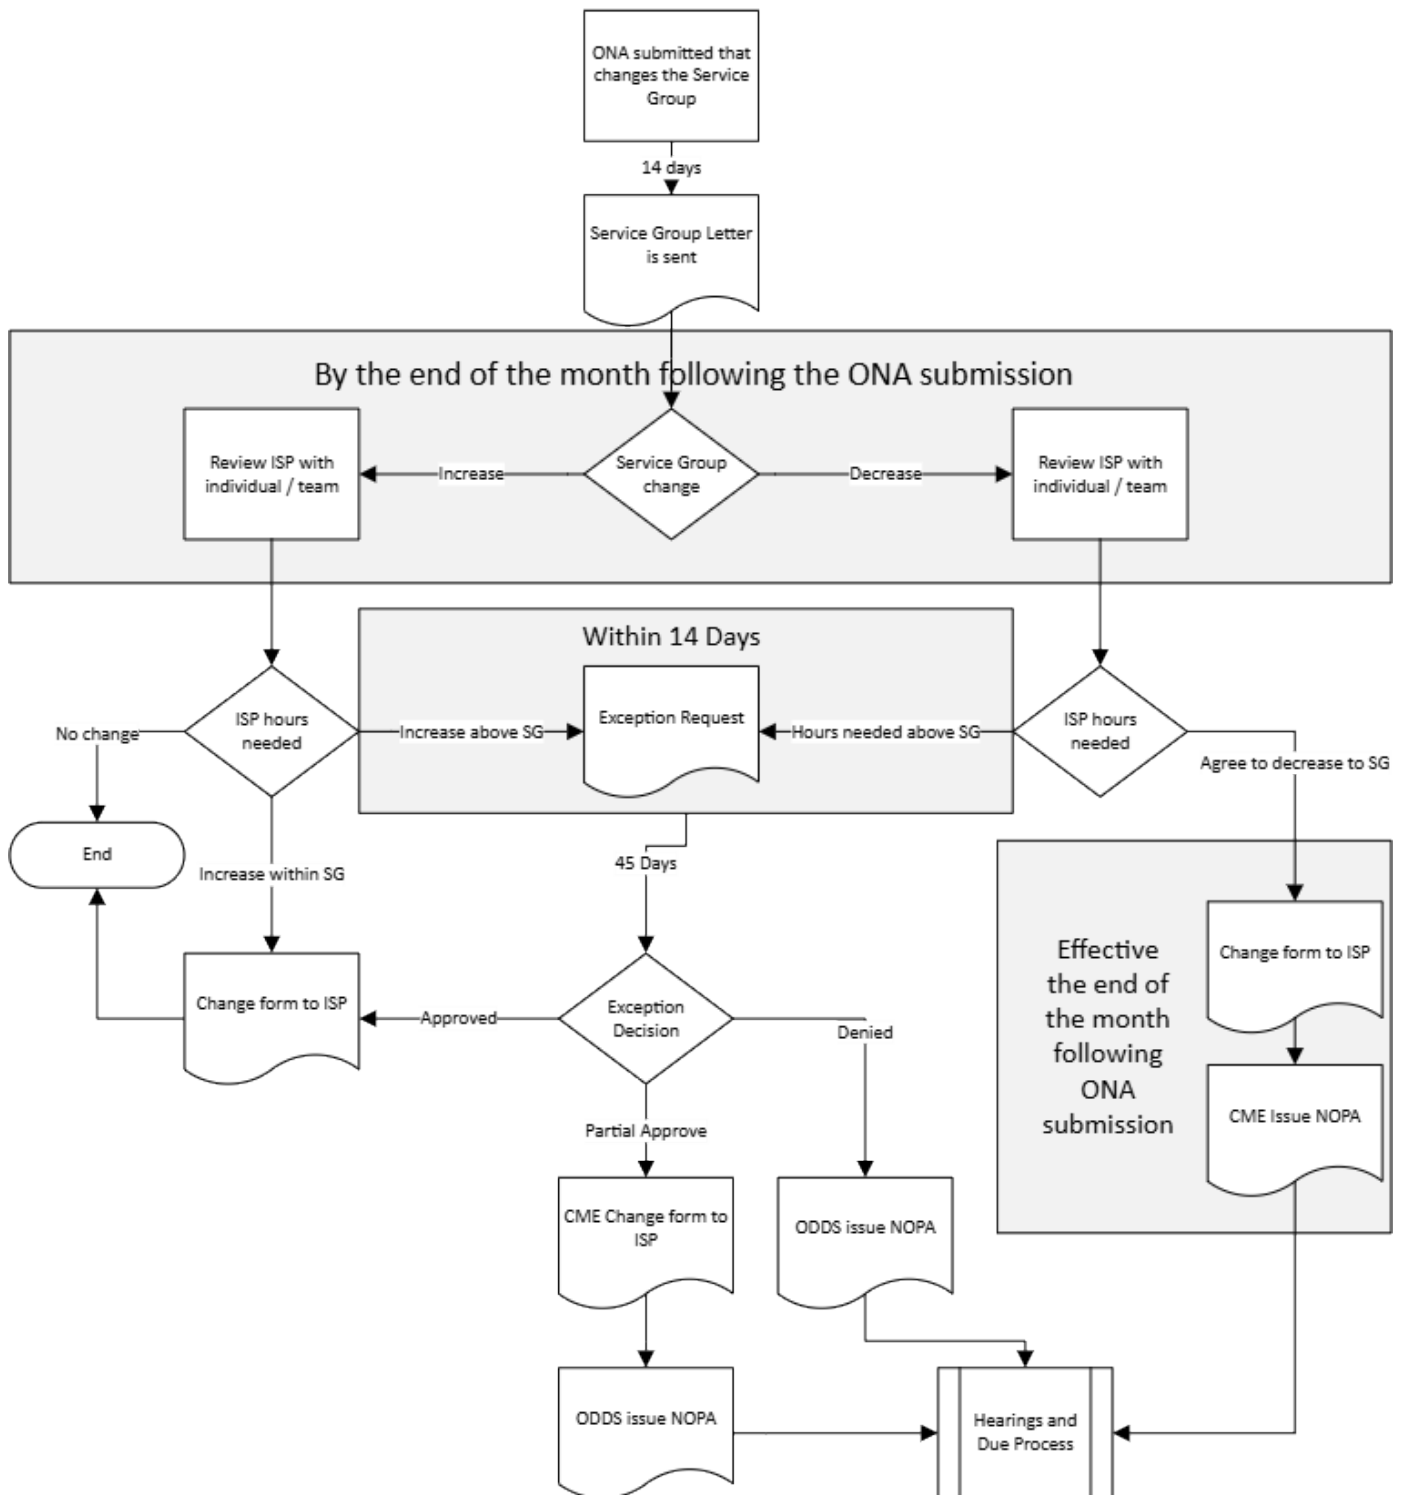 ONA submitted that
changes the Service
Group
14 days
Service Group Letter
is sent
By the end of the month following the ONA submission
Review ISP with
individual / team
Increase
Service Group
change
Decrease
Review ISP with
individual / team
Within 14 Days
No change
ISP hours
needed
Increase above SG
Exception Request
Hours needed above SG
ISP hours
needed
Agree to decrease to SG
End
Increase within SG
45 Days
Change form to ISP
Approved
Exception
Decision
Denied
Effective
the end of
the month
following
ONA
submission
Change form to ISP
CME Issue NOPA
Partial Approve
CME Change form to
ISP
ODDS issue NOPA
ODDS issue NOPA
Hearings and
Due Process